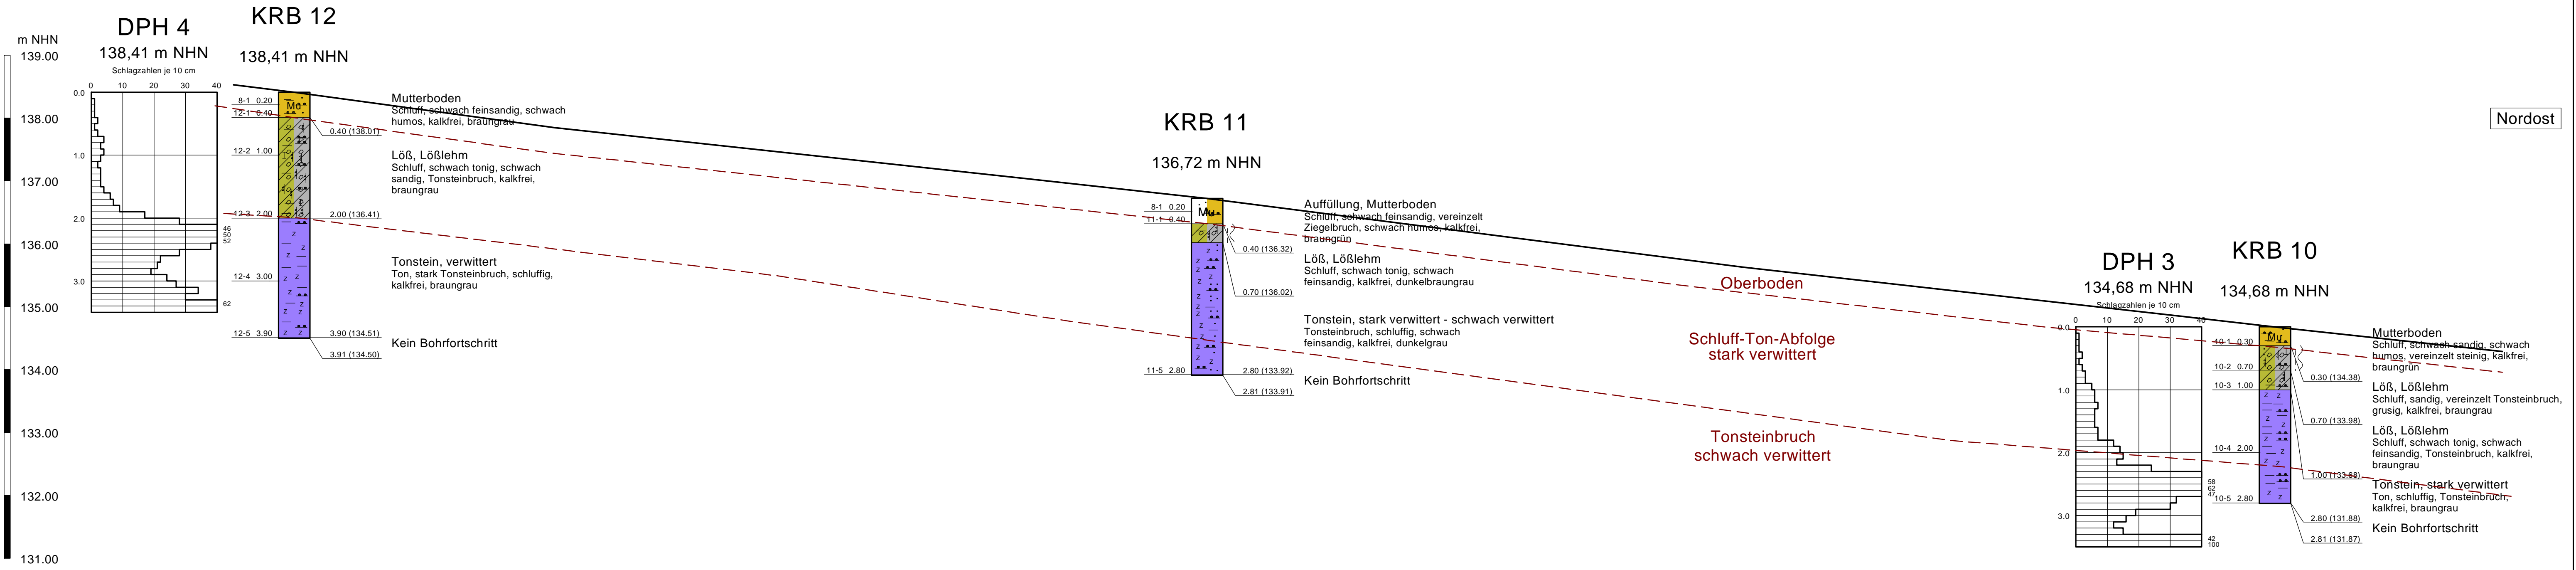 m NHN
139.00
138.00
137.00
136.00
135.00
134.00
133.00
132.00
131.00
DPH 4
138,41 m NHN
Schlagzahlen je 10 cm
0 10 20 30 40
0.0
1.0
2.0
3.0
46
50
52
62
KRB 12
138,41 m NHN
8-1 0.20
12-1 0.40
12-2 1.00
12-3 2.00
12-4 3.00
12-5 3.90
Mu
0.40 (138.01)
2.00 (136.41)
3.90 (134.51)
3.91 (134.50)
Mutterboden
Schluff, schwach feinsandig, schwach
humos, kalkfrei, braungrau
Löß, Lößlehm
Schluff, schwach tonig, schwach
sandig, Tonsteinbruch, kalkfrei,
braungrau
Tonstein, verwittert
Ton, stark Tonsteinbruch, schluffig,
kalkfrei, braungrau
Kein Bohrfortschritt
KRB 11
136,72 m NHN
8-1 0.20
11-1 0.40
11-5 2.80
Mu
0.40 (136.32)
0.70 (136.02)
2.80 (133.92)
2.81 (133.91)
Auffüllung, Mutterboden
Schluff, schwach feinsandig, vereinzelt
Ziegelbruch, schwach humos, kalkfrei,
braungrün
Löß, Lößlehm
Schluff, schwach tonig, schwach
feinsandig, kalkfrei, dunkelbraungrau
Tonstein, stark verwittert - schwach verwittert
Tonsteinbruch, schluffig, schwach
feinsandig, kalkfrei, dunkelgrau
Kein Bohrfortschritt
Oberboden
Schluff-Ton-Abfolge
stark verwittert
Tonsteinbruch
schwach verwittert
DPH 3
134,68 m NHN
Schlagzahlen je 10 cm
0 10 20 30 40
0.0
1.0
2.0
3.0
58
62
47
42
100
KRB 10
134,68 m NHN
10-1 0.30
10-2 0.70
10-3 1.00
10-4 2.00
10-5 2.80
Mu
0.30 (134.38)
0.70 (133.98)
1.00 (133.68)
2.80 (131.88)
2.81 (131.87)
Mutterboden
Schluff, schwach sandig, schwach
humos, vereinzelt steinig, kalkfrei,
braungrün
Löß, Lößlehm
Schluff, sandig, vereinzelt Tonsteinbruch,
grusig, kalkfrei, braungrau
Löß, Lößlehm
Schluff, schwach tonig, schwach
feinsandig, Tonsteinbruch, kalkfrei,
braungrau
Tonstein, stark verwittert
Ton, schluffig, Tonsteinbruch,
kalkfrei, braungrau
Kein Bohrfortschritt
Nordost